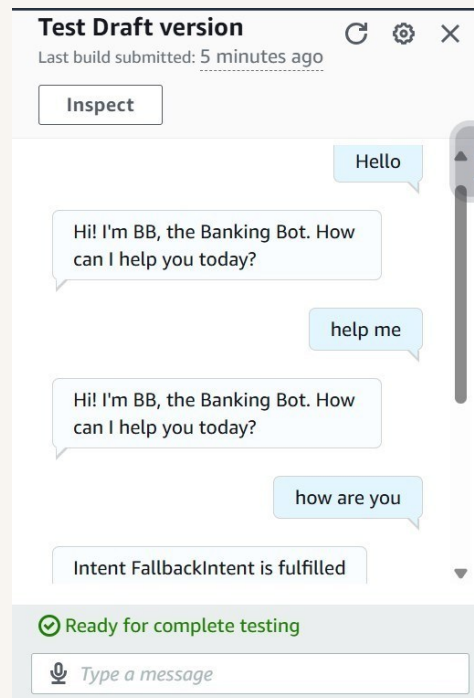 Test Draft version
Last build submitted: 5 minutes ago
Inspect
Hello
Hi! I'm BB, the Banking Bot. How
can I help you today?
help me
Hi! I'm BB, the Banking Bot. How
can I help you today?
how are you
Intent FallbackIntent is fulfilled
Ready for complete testing
Type a message